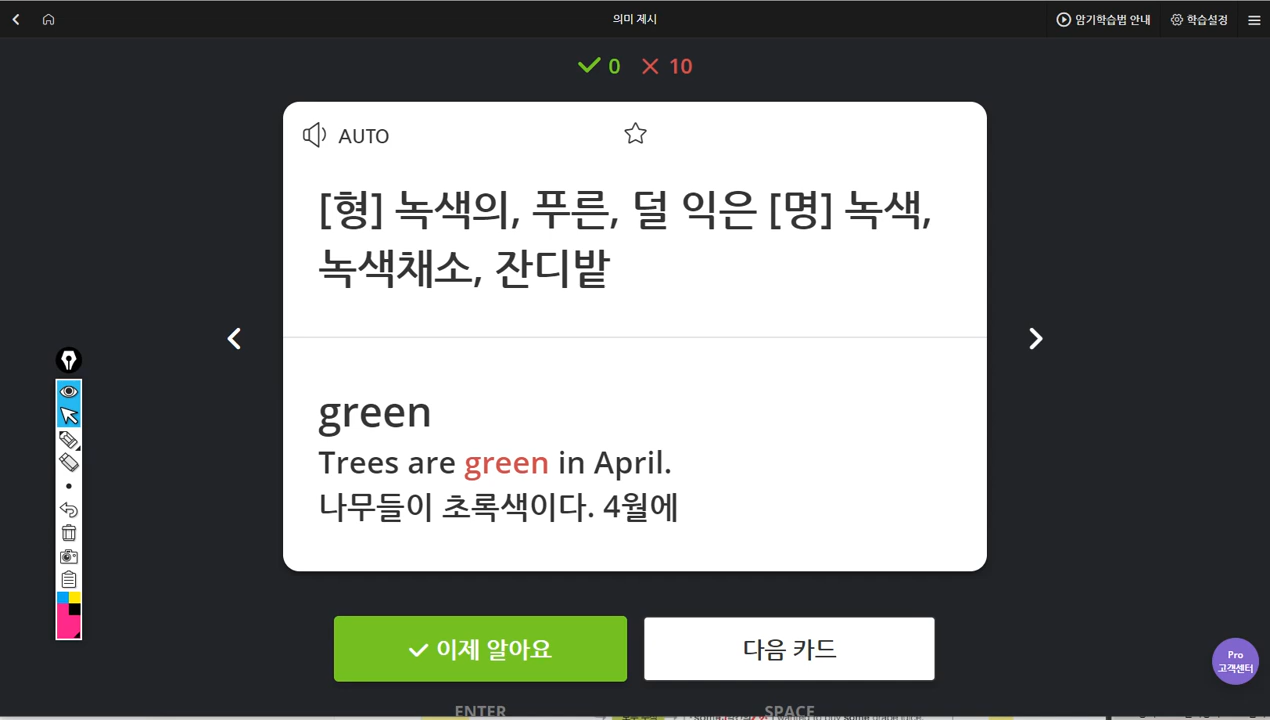 의미 제시
암기학습법 안내
학습설정
0 10
AUTO
[형] 녹색의, 푸른, 덜 익은 [명] 녹색,
녹색채소, 잔디밭
green
Trees are green in April.
나무들이 초록색이다. 4월에
이제 알아요
다음 카드
Pro
고객센터
ENTER
SPACE